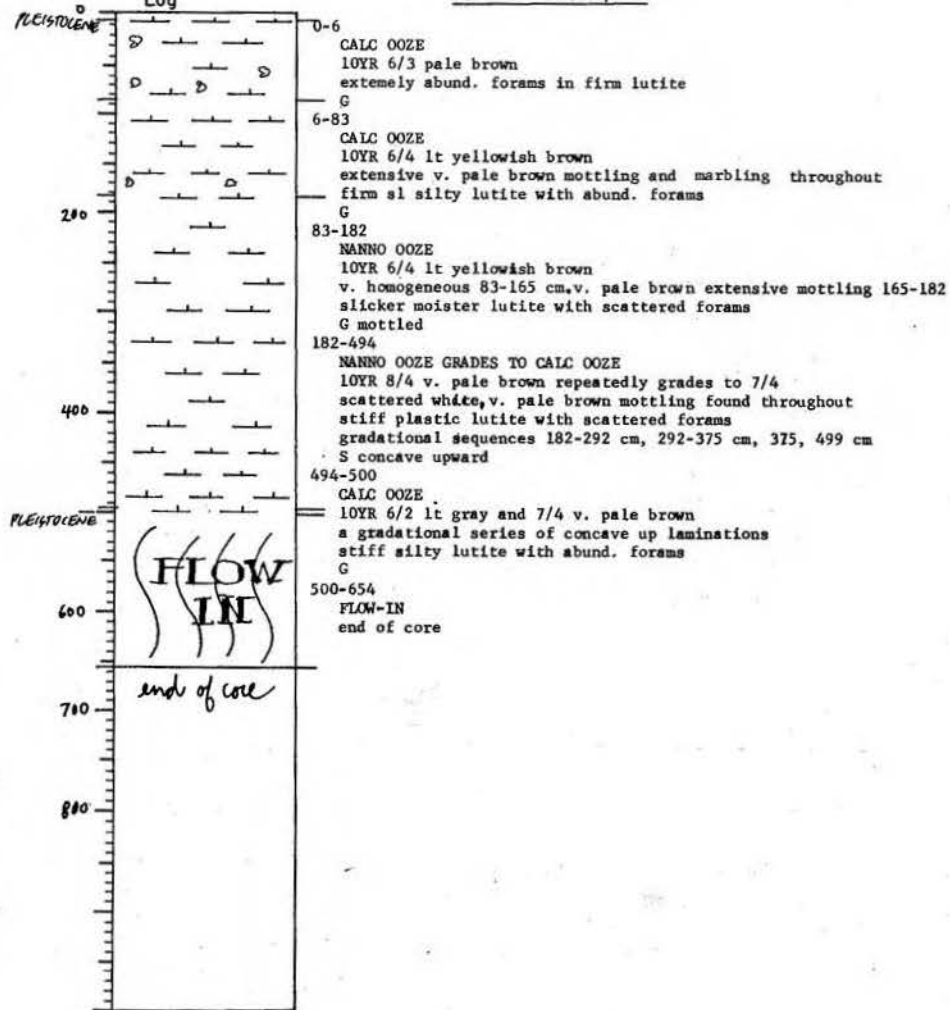 Log
0
PLEISTOCENE
0-6
CALC OOZE
10YR 6/3 pale brown
extemely abund. forams in firm lutite
G
6-83
CALC OOZE
10YR 6/4 lt yellowish brown
extensive v. pale brown mottling and marbling throughout
firm sl silty lutite with abund. forams
G
200
83-182
NANNO OOZE
10YR 6/4 lt yellowish brown
v. homogeneous 83-165 cm,v. pale brown extensive mottling 165-182
slicker moister lutite with scattered forams
G mottled
182-494
NANNO OOZE GRADES TO CALC OOZE
10YR 8/4 v. pale brown repeatedly grades to 7/4
400
scattered white, v. pale brown mottling found throughout
stiff plastic lutite with scattered forams
gradational sequences 182-292 cm, 292-375 cm, 375, 499 cm
S concave upward
494-500
CALC OOZE
PLEISTOCENE
10YR 6/2 lt gray and 7/4 v. pale brown
a gradational series of concave up laminations
stiff silty lutite with abund. forams
G
FLOW
IN
500-654
600
FLOW-IN
end of core
end of core
700
800